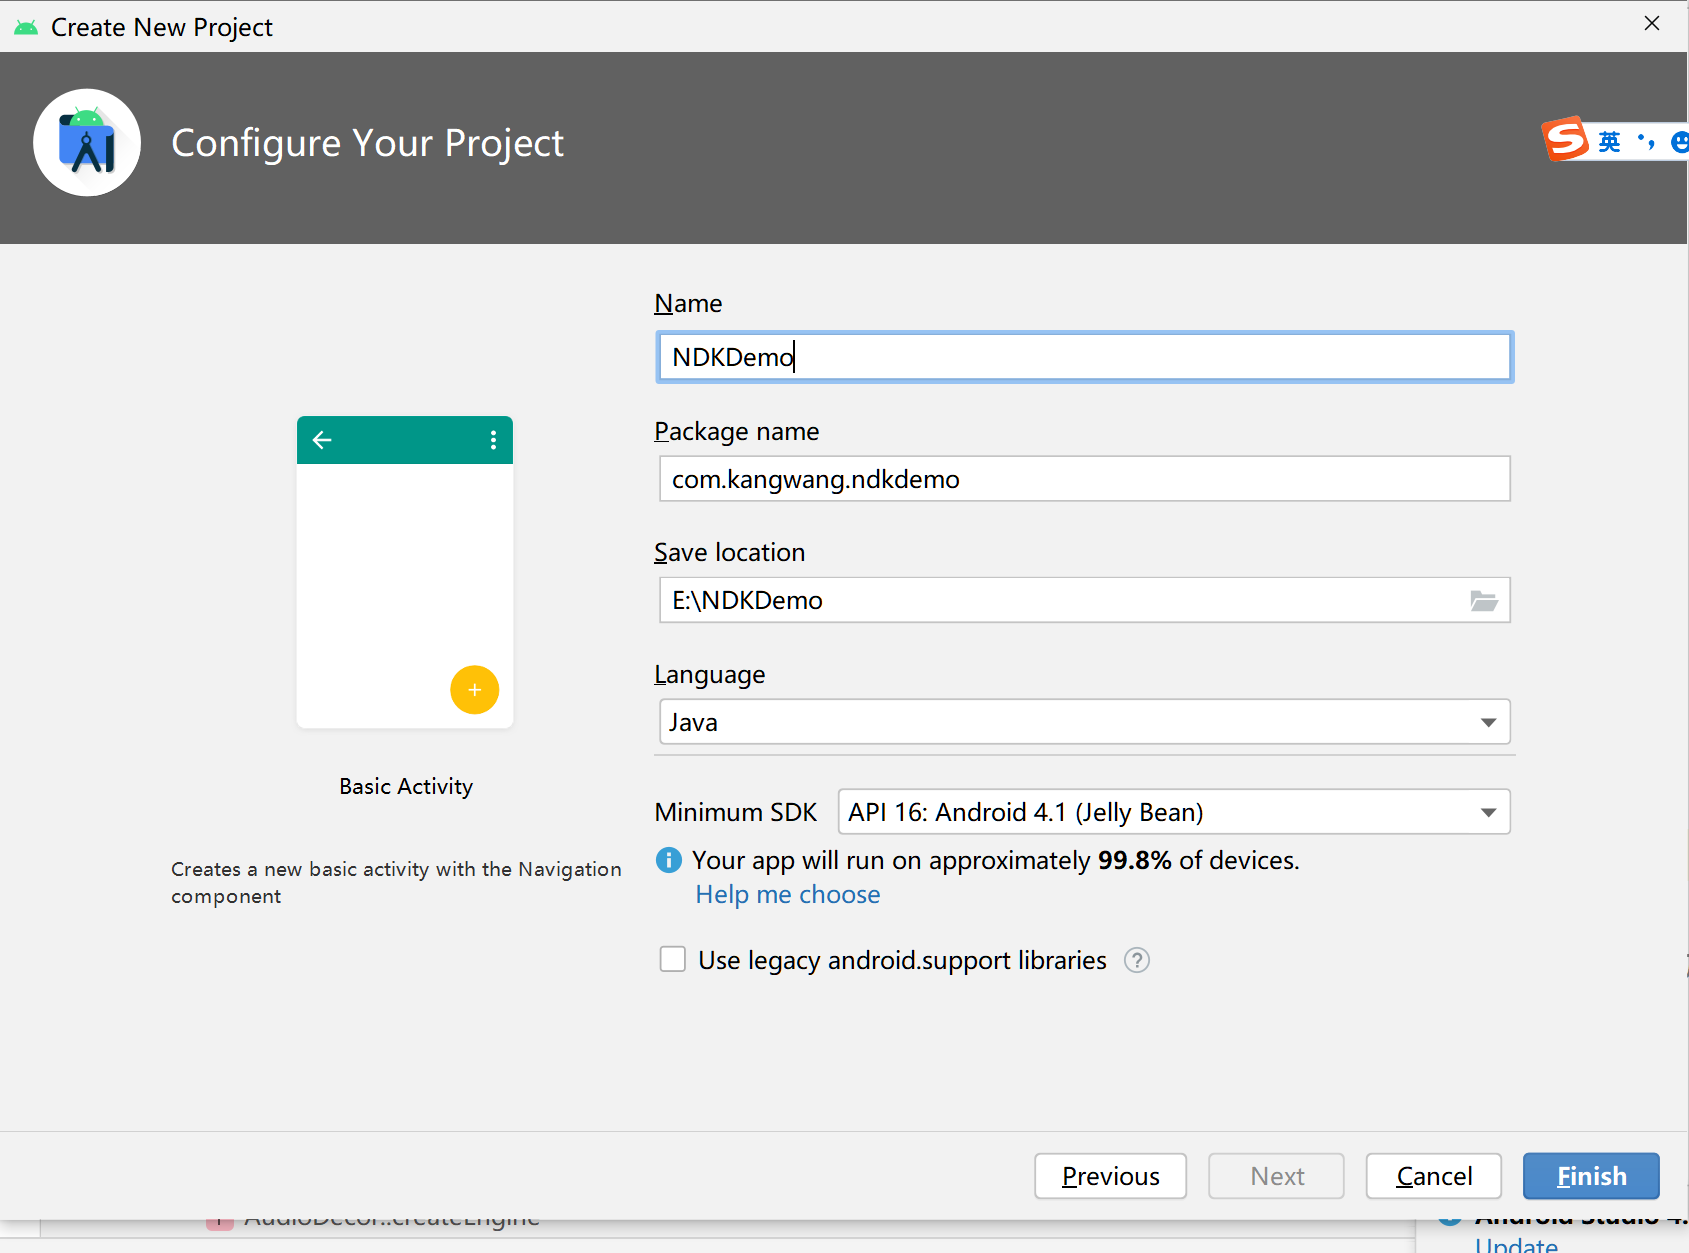 Create New Project
Configure Your Project
英
Name
NDKDemo
Package name
com.kangwang.ndkdemo
Save location
E:\NDKDemo
Language
Java
Basic Activity
Minimum SDK
API 16: Android 4.1 (Jelly Bean)
Creates a new basic activity with the Navigation
component
Your app will run on approximately 99.8% of devices.
Help me choose
Use legacy android.support libraries
?
Previous
Next
Cancel
Finish
AudioDecor::createEngine
Android Studio 4.
Update